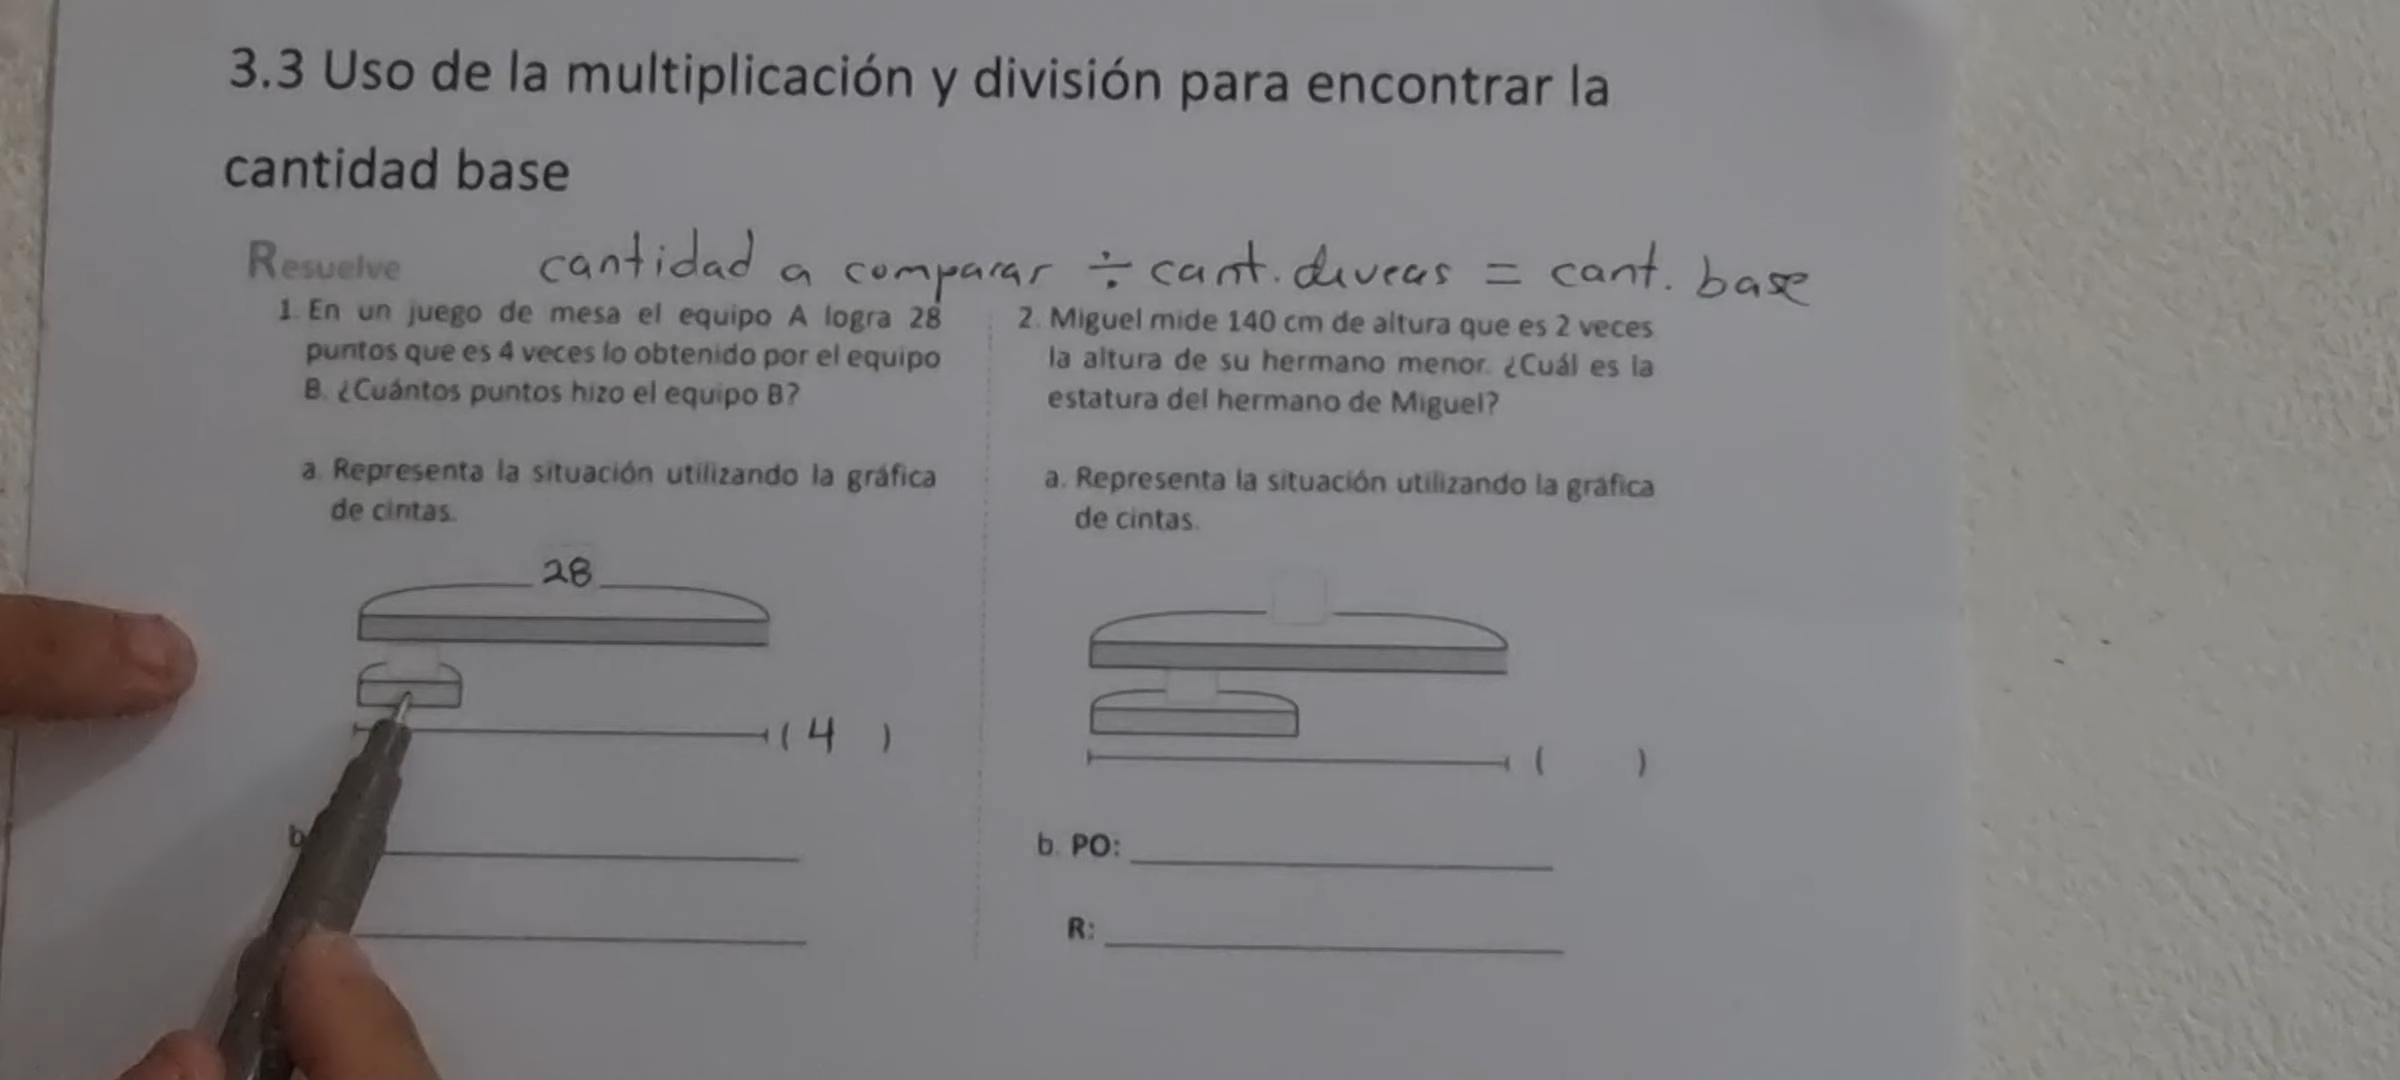 3.3 Uso de la multiplicación y división para encontrar la
cantidad base
Resuelve
cantidad a comparar ÷ cant. de veces = cant. base
1. En un juego de mesa el equipo A logra 28
puntos que es 4 veces lo obtenido por el equipo
B. ¿Cuántos puntos hizo el equipo B?
a. Representa la situación utilizando la gráfica
de cintas.
28
( 4 )
b
2. Miguel mide 140 cm de altura que es 2 veces
la altura de su hermano menor. ¿Cuál es la
estatura del hermano de Miguel?
a. Representa la situación utilizando la gráfica
de cintas.
( )
b. PO:
R: